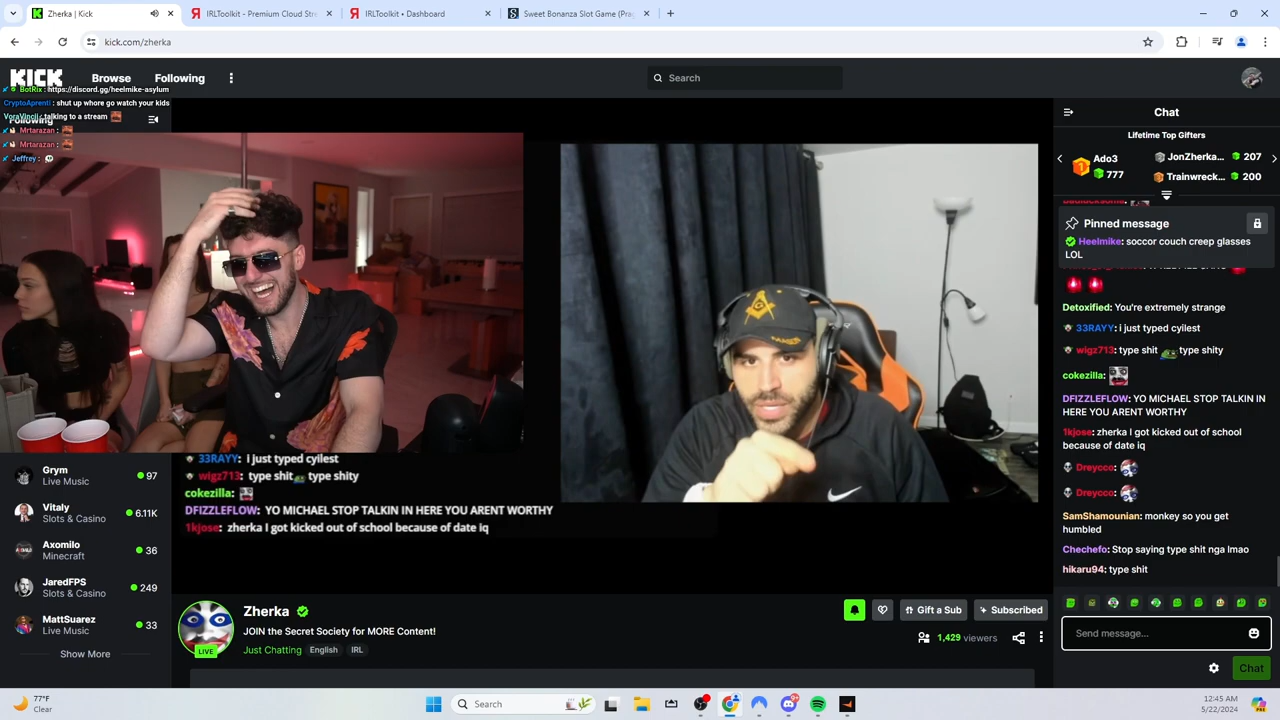 Zherka | Kick
IRLToolkit - Premium Cloud Stre
IRLToolkit • Dashboard
Sweet Bonanza Slot Game (Prag
kick.com/zherka
KICK
Browse
Following
Search
BotRix: https://discord.gg/heelmike-asylum
CryptoAprenti: shut up whore go watch your kids
VoraVincli: talking to a stream
Following
Mrtarazan:
Mrtarazan:
Jeffrey:
33RAYY: i just typed cyilest
wigz713: type shit type shity
cokezilla:
DFIZZLEFLOW: YO MICHAEL STOP TALKIN IN HERE YOU ARENT WORTHY
1kjose: zherka I got kicked out of school because of date iq
Grym
Live Music
97
Vitaly
Slots & Casino
6.11K
Axomilo
Minecraft
36
JaredFPS
Slots & Casino
249
MattSuarez
Live Music
33
Show More
LIVE
Zherka
JOIN the Secret Society for MORE Content!
Just Chatting English IRL
Gift a Sub
Subscribed
1,429 viewers
Chat
Lifetime Top Gifters
1
Ado3
777
JonZherka... 207
Trainwreck... 200
Pinned message
Heelmike: soccor couch creep glasses
LOL
Detoxified: You're extremely strange
33RAYY: i just typed cyilest
wigz713: type shit type shity
cokezilla:
DFIZZLEFLOW: YO MICHAEL STOP TALKIN IN
HERE YOU ARENT WORTHY
1kjose: zherka I got kicked out of school
because of date iq
Dreycco:
Dreycco:
SamShamounian: monkey so you get
humbled
Chechefo: Stop saying type shit nga lmao
hikaru94: type shit
Send message...
Chat
77°F
Clear
Search
9+
12:45 AM
5/22/2024